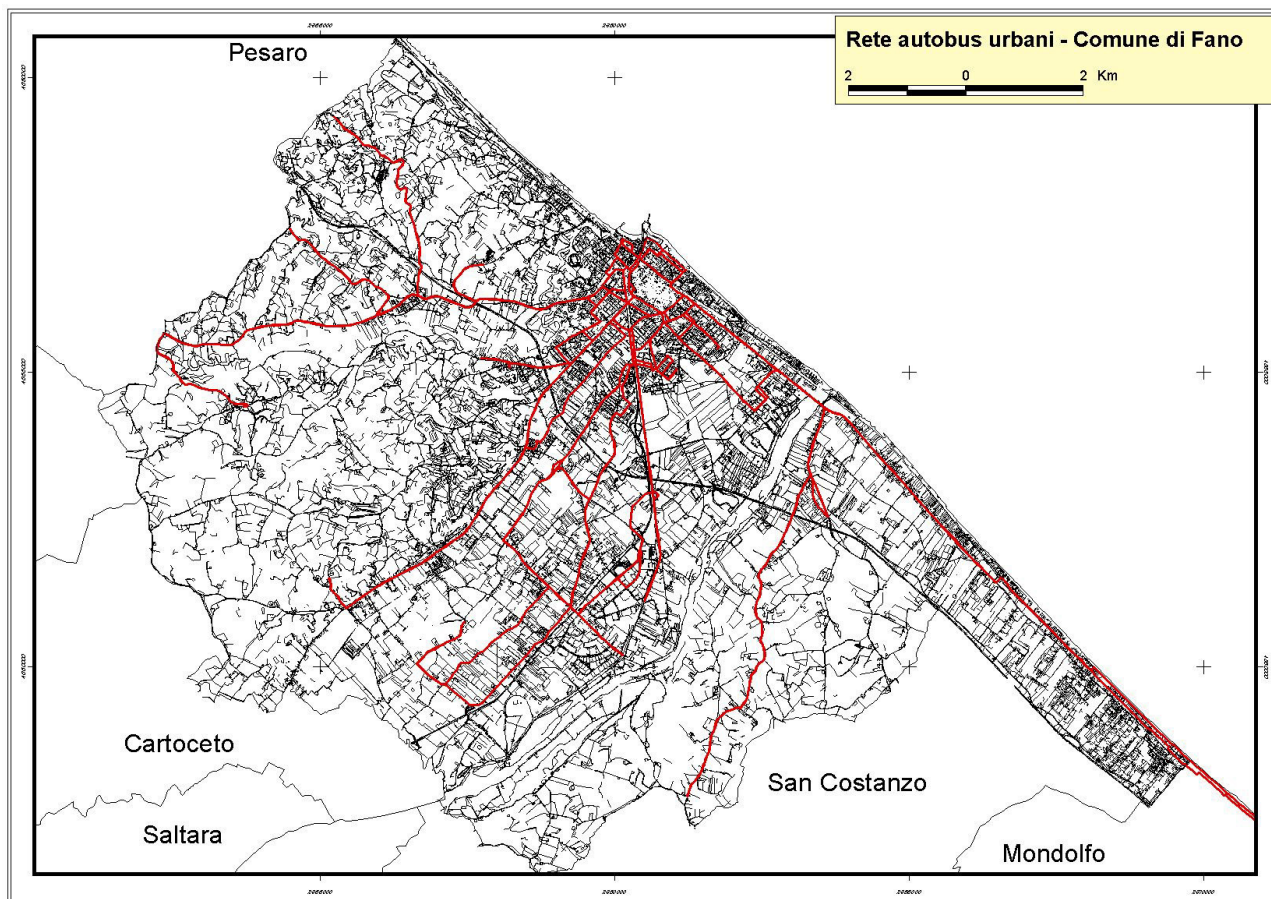 Pesaro
Rete autobus urbani - Comune di Fano
2 0 2 Km
Cartoceto
San Costanzo
Saltara
Mondolfo